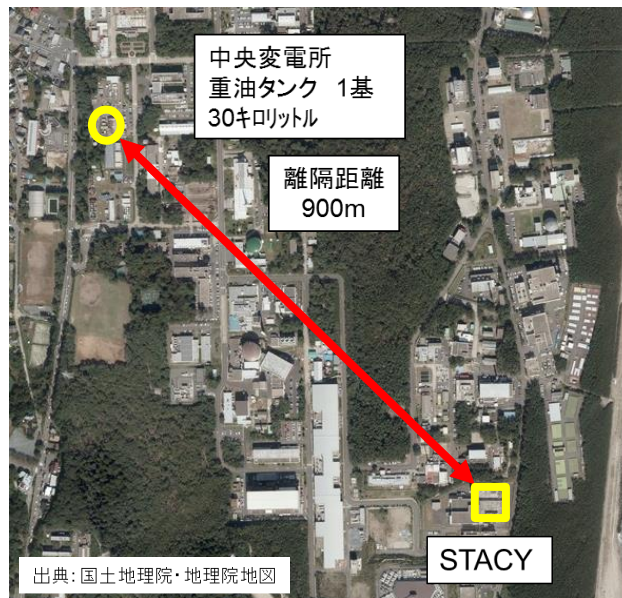 中央変電所
重油タンク 1基
30キロリットル
離隔距離
900m
STACY
出典：国土地理院・地理院地図